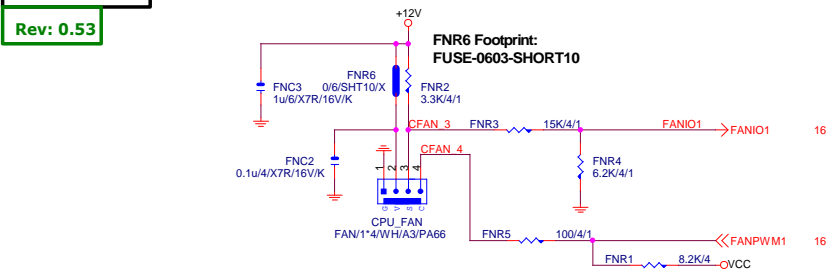 Rev: 0.53
+12V
FNR6 Footprint:
FUSE-0603-SHORT10
FNC3
1u/6/X7R/16V/K
FNR6
0/6/SHT10/X
FNR2
3.3K/4/1
CFAN_3
FNR3
15K/4/1
FANIO1
FANIO1
16
FNC2
0.1u/4/X7R/16V/K
CFAN_4
FNR4
6.2K/4/1
1
2
3
4
G
V
S
C
CPU_FAN
FAN/1*4/WH/A3/PA66
FNR5
100/4/1
FANPWM1
16
FNR1
8.2K/4
VCC